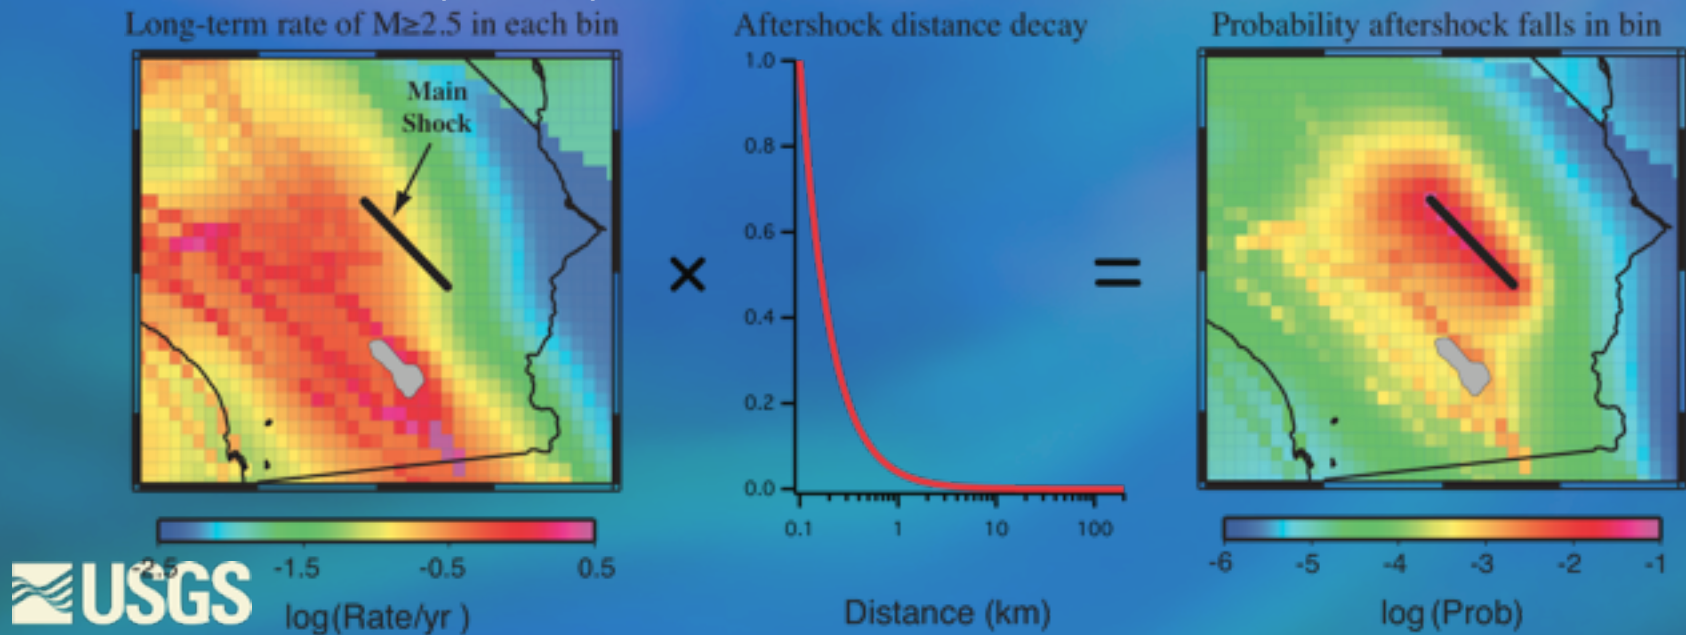 Long-term rate of M≥2.5 in each bin
Main
Shock
-2.5 -1.5 -0.5 0.5
log(Rate/yr )
×
Aftershock distance decay
1.0
0.8
0.6
0.4
0.2
0.0
0.1 1 10 100
Distance (km)
=
Probability aftershock falls in bin
-6 -5 -4 -3 -2 -1
log (Prob)
USGS